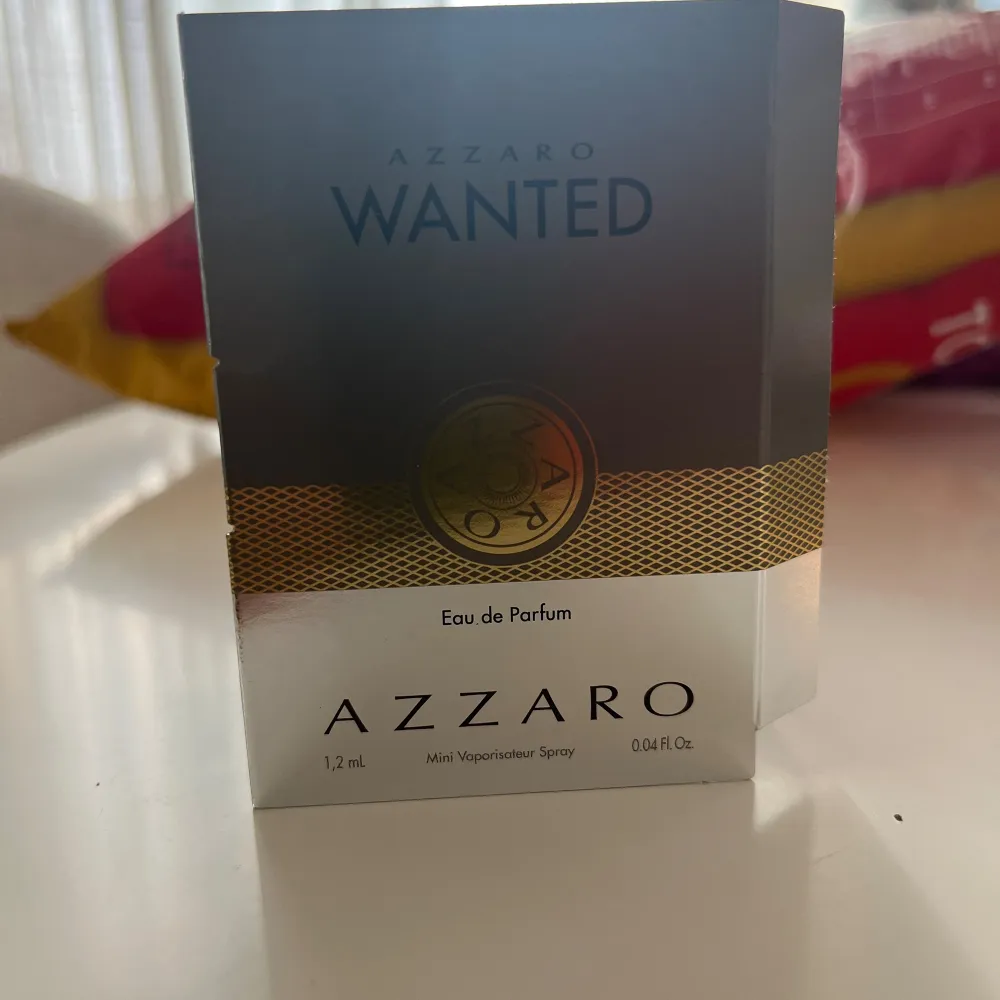 AZZARO
WANTED
AZZARO
Eau de Parfum
AZZARO
1,2 mL Mini Vaporisateur Spray 0.04 Fl. Oz.